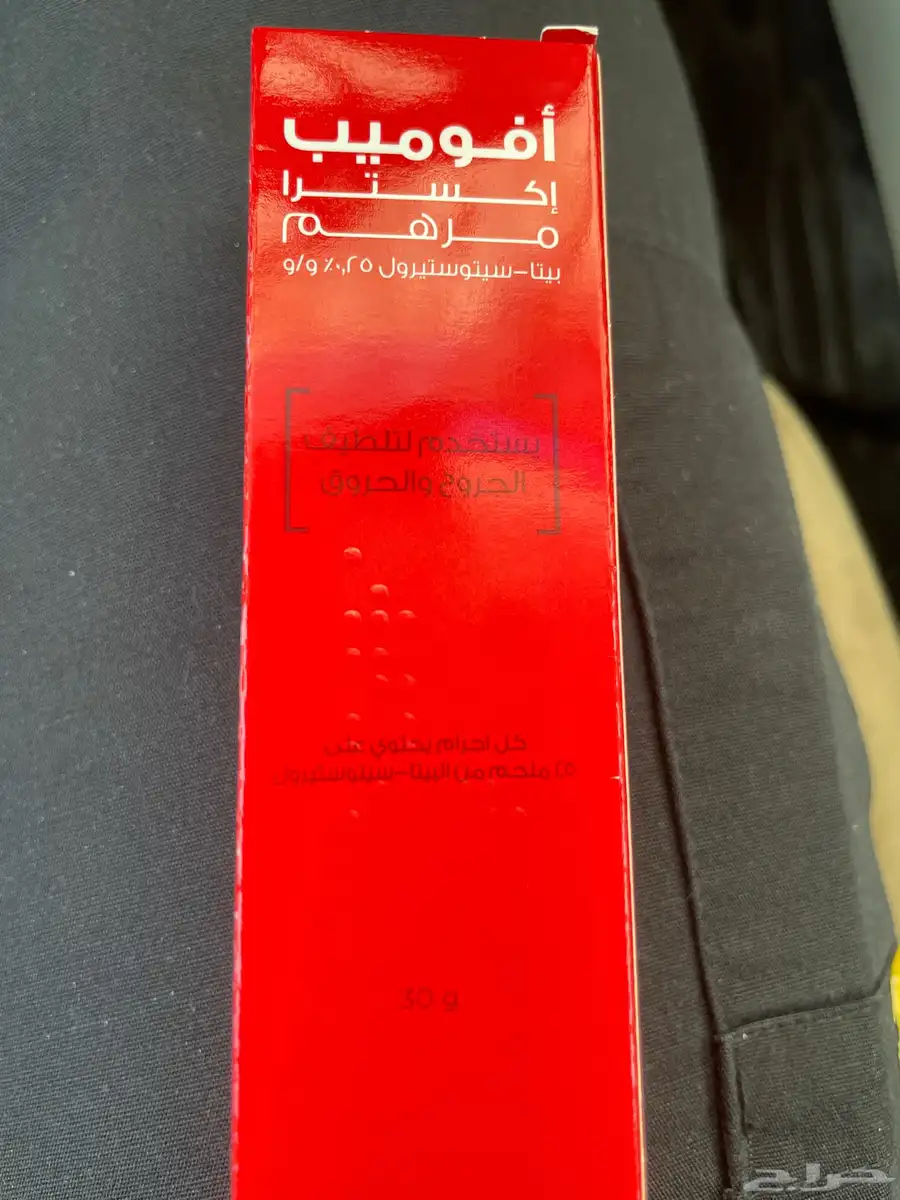 أفوميب
إكسترا
مرهم
بيتا-سيتوستيرول ٠,٢٥٪ و/و
يستخدم لتلطيف
الجروح والحروق
كل ١جرام يحتوي على
٢,٥ ملجم من البيتا-سيتوستيرول
30 g
حراج